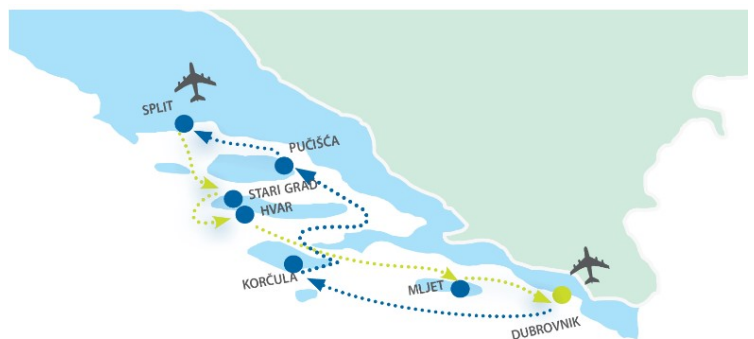 SPLIT
PUČIŠĆA
STARI GRAD
HVAR
KORČULA
MLJET
DUBROVNIK